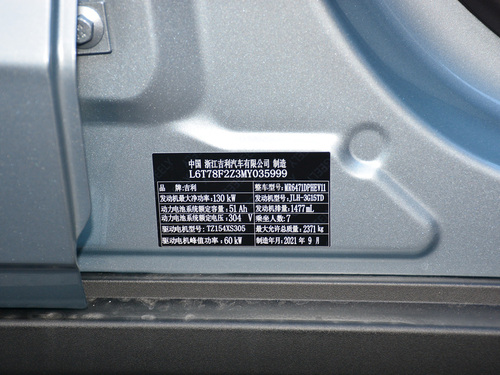 中国 浙江吉利汽车有限公司 制造
L6T78F2Z3MY035999
品 牌:吉利 整车型号: MR6471DPHEV11
发动机最大净功率:130 kW 发动机型号: JLH-3G15TD
动力电池系统额定容量: 51 Ah 发动机排量: 1477mL
动力电池系统额定电压: 304 V 乘坐人数: 7
驱动电机型号: TZ154XS305 最大允许总质量: 2371 kg
驱动电机峰值功率: 60 kW 制造年月: 2021 年 9 月